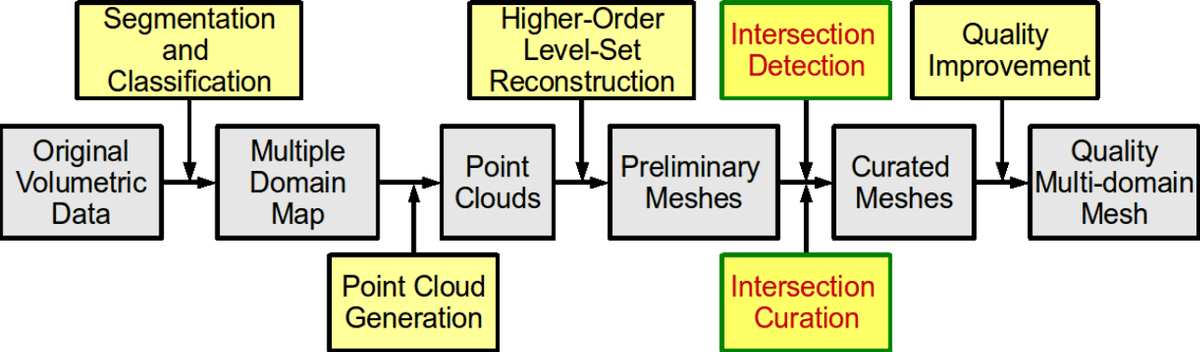 Segmentation
and
Classification
Higher-Order
Level-Set
Reconstruction
Intersection
Detection
Quality
Improvement
Original
Volumetric
Data
Multiple
Domain
Map
Point
Clouds
Preliminary
Meshes
Curated
Meshes
Quality
Multi-domain
Mesh
Point Cloud
Generation
Intersection
Curation